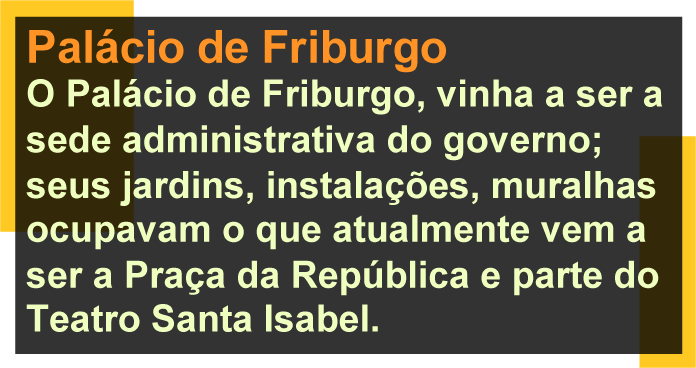 Palácio de Friburgo
O Palácio de Friburgo, vinha a ser a
sede administrativa do governo;
seus jardins, instalações, muralhas
ocupavam o que atualmente vem a
ser a Praça da República e parte do
Teatro Santa Isabel.